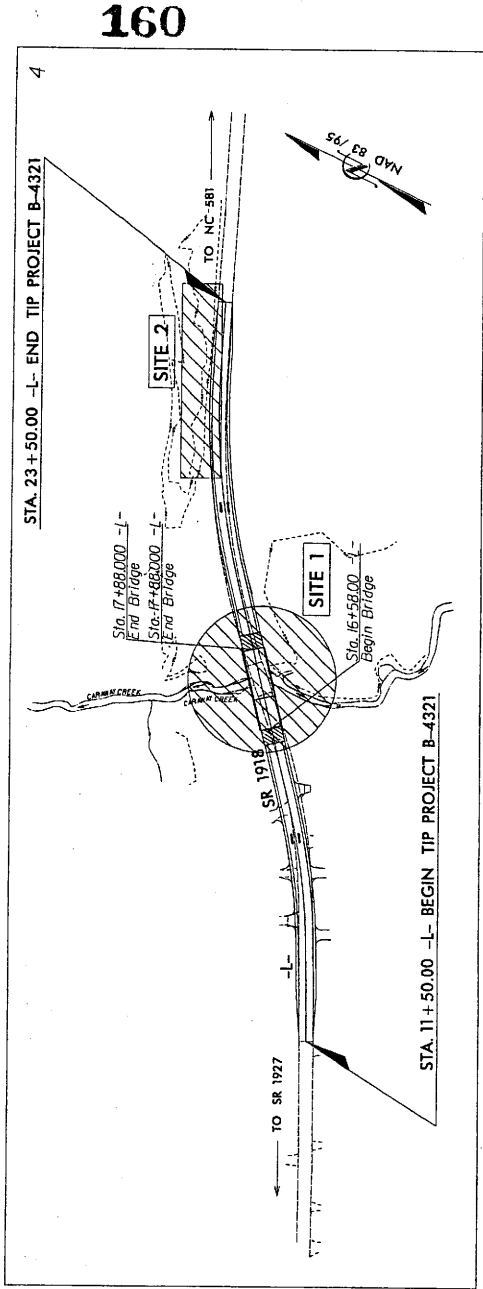 160
4
STA. 23+50.00 -L- END TIP PROJECT B-4321
TO NC-581
NAD 83 /95
SITE 2
Sta. 17+88.000 -L-
End Bridge
Sta. 17+88.000 -L-
End Bridge
SITE 1
Sta. 16+58.00 -L-
Begin Bridge
CARAWAY CREEK
CARAWAY CREEK
SR 1918
-L-
TO SR 1927
STA. 11+50.00 -L- BEGIN TIP PROJECT B-4321